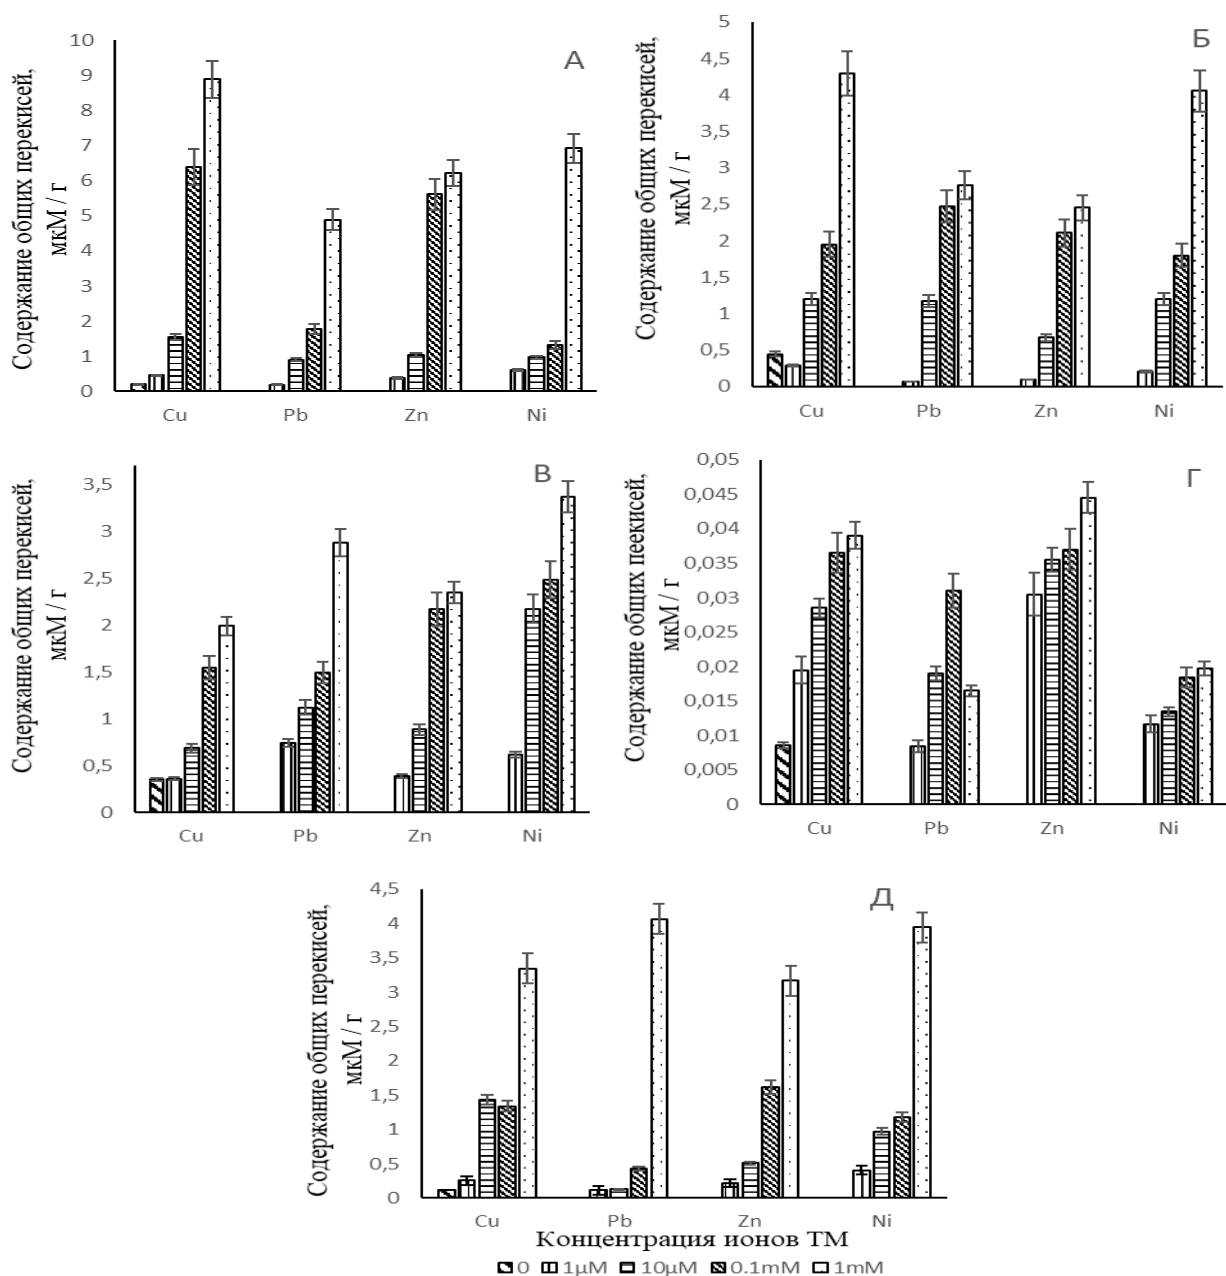 А
Содержание общих перекисей,
мкМ / г
10
9
8
7
6
5
4
3
2
1
0
Cu Pb Zn Ni
Б
Содержание общих перекисей,
мкМ / г
5
4,5
4
3,5
3
2,5
2
1,5
1
0,5
0
Cu Pb Zn Ni
В
Содержание общих перекисей,
мкМ / г
3,5
3
2,5
2
1,5
1
0,5
0
Cu Pb Zn Ni
Г
Содержание общих пеекисей,
мкМ / г
0,05
0,045
0,04
0,035
0,03
0,025
0,02
0,015
0,01
0,005
0
Cu Pb Zn Ni
Д
Содержание общих перекисей,
мкМ / г
4,5
4
3,5
3
2,5
2
1,5
1
0,5
0
Cu Pb Zn Ni
Концентрация ионов ТМ
0 1µM 10µM 0.1mM 1mM